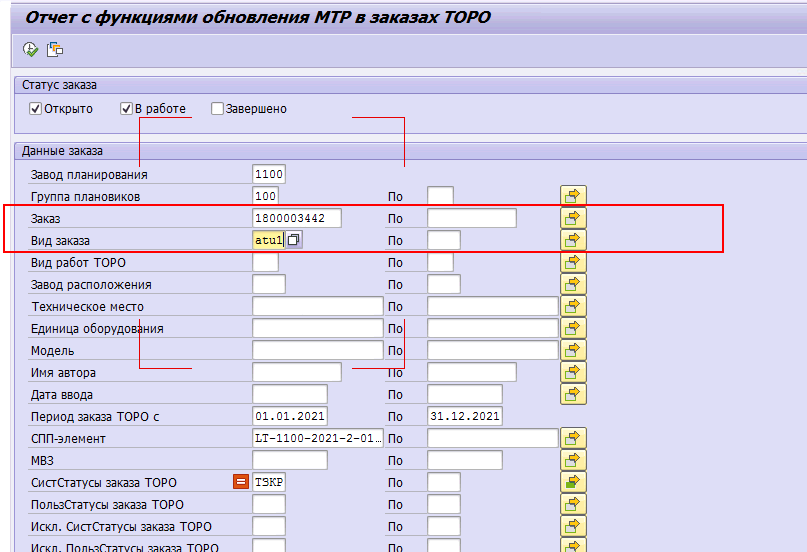 Отчет с функциями обновления МТР в заказах ТОРО
Статус заказа
Открыто В работе Завершено
Данные заказа
Завод планирования 1100
Группа плановиков 100 По
Заказ 1800003442 По
Вид заказа atu1 По
Вид работ ТОРО По
Завод расположения По
Техническое место По
Единица оборудования По
Модель По
Имя автора По
Дата ввода По
Период заказа ТОРО с 01.01.2021 По 31.12.2021
СПП-элемент LT-1100-2021-2-01... По
МВЗ По
СистСтатусы заказа ТОРО = ТЗКР По
ПользСтатусы заказа ТОРО По
Искл. СистСтатусы заказа ТОРО По
Искл. ПользСтатусы заказа ТОРО По